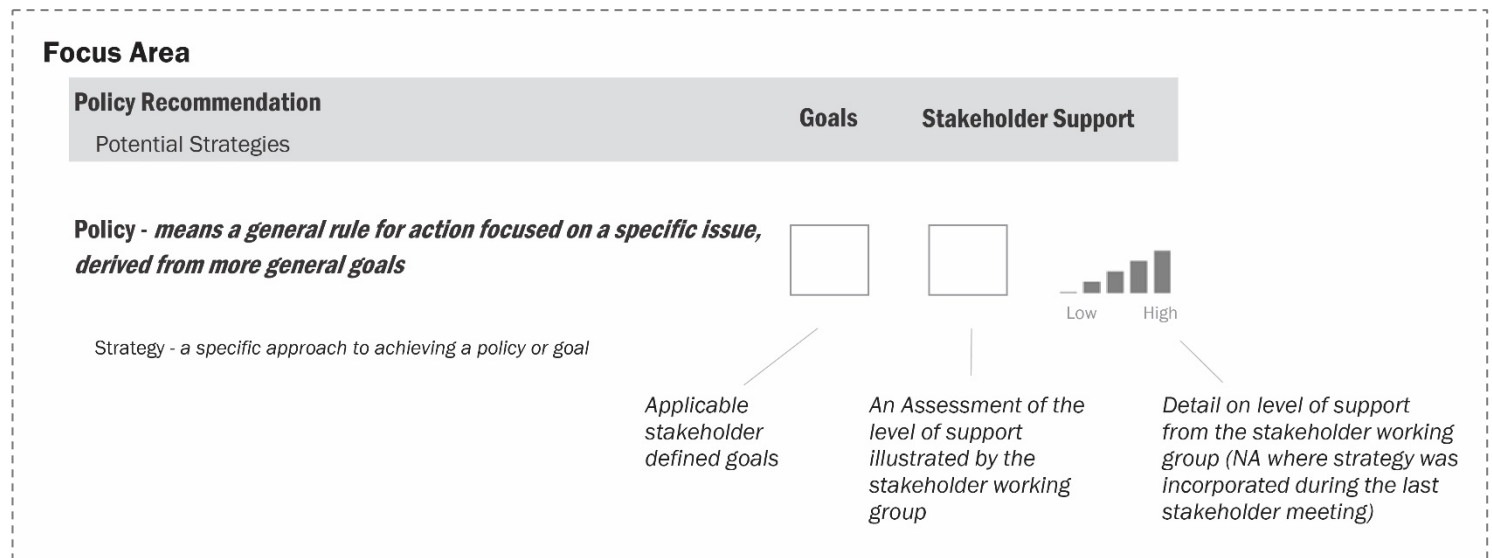 Focus Area
Policy Recommendation
Potential Strategies
Goals
Stakeholder Support
Policy - means a general rule for action focused on a specific issue,
derived from more general goals
Low
High
Strategy - a specific approach to achieving a policy or goal
Applicable
stakeholder
defined goals
An Assessment of the
level of support
illustrated by the
stakeholder working
group
Detail on level of support
from the stakeholder working
group (NA where strategy was
incorporated during the last
stakeholder meeting)